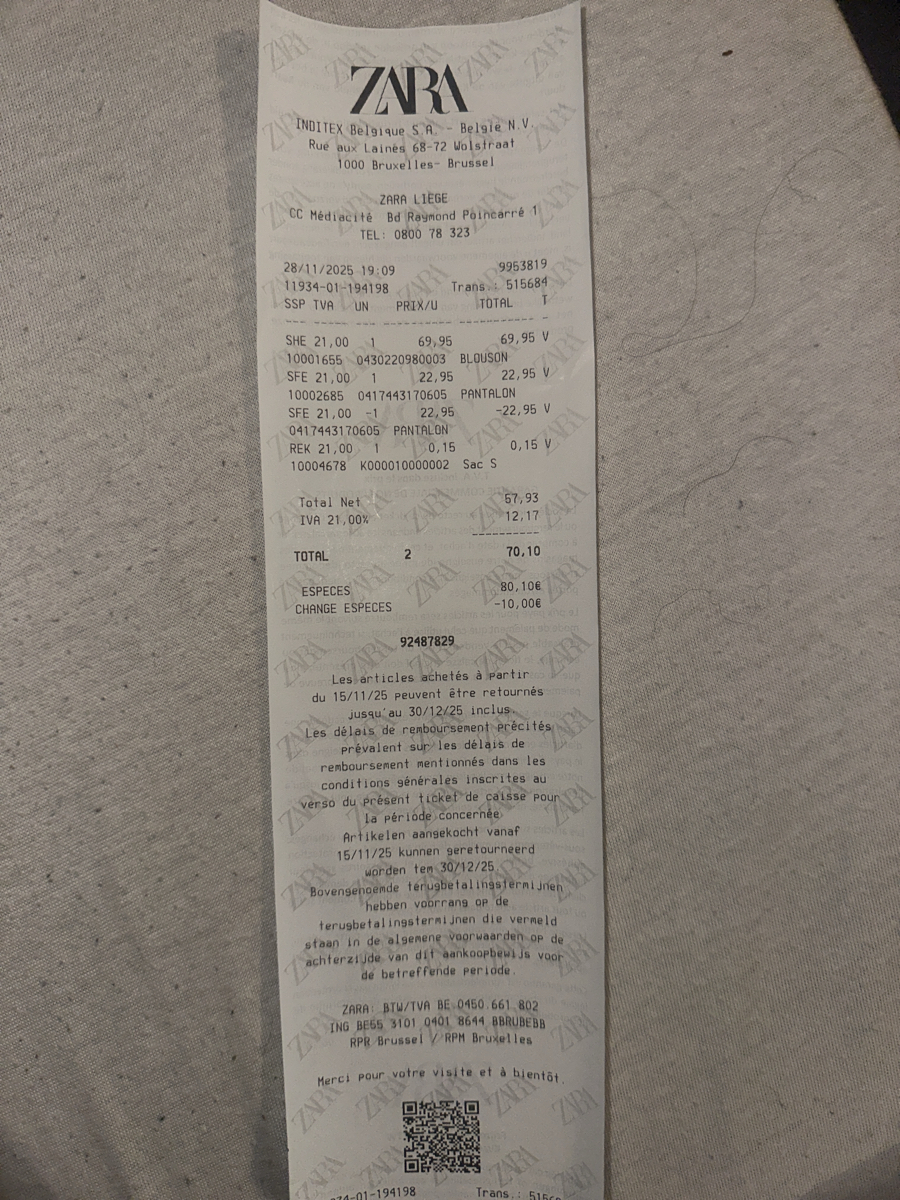 ZARA
INDITEX Belgique S.A. - Belgie N.V.
Rue aux Laines 68-72 Wolstraat
1000 Bruxelles- Brussel
ZARA LIEGE
CC Médiacité Bd Raymond Poincarré 1
TEL: 0800 78 323
28/11/2025 19:09 9953819
11934-01-194198 Trans.: 515684
SSP TVA UN PRIX/U TOTAL T
--- ----- --- ---------- ----------- -
SHE 21,00 1 69,95 69,95 V
10001655 0430220980003 BLOUSON
SFE 21,00 1 22,95 22,95 V
10002685 0417443170605 PANTALON
SFE 21,00 -1 22,95 -22,95 V
0417443170605 PANTALON
REK 21,00 1 0,15 0,15 V
10004678 K000010000002 Sac S
Total Net 57,93
IVA 21,00% 12,17
----------
TOTAL 2 70,10
ESPECES 80,10€
CHANGE ESPECES -10,00€
92487829
Les articles achetés à partir
du 15/11/25 peuvent être retournés
jusqu'au 30/12/25 inclus.
Les délais de remboursement précités
prévalent sur les délais de
remboursement mentionnés dans les
conditions générales inscrites au
verso du présent ticket de caisse pour
la période concernée
Artikelen aangekocht vanaf
15/11/25 kunnen geretourneerd
worden tem 30/12/25.
Bovengenoemde terugbetalingstermijnen
hebben voorrang op de
terugbetalingstermijnen die vermeld
staan in de algemene voorwaarden op de
achterzijde van dit aankoopbewijs voor
de betreffende periode.
ZARA: BTW/TVA BE 0450.661.802
ING BE55 3101 0401 8644 BBRUBEBB
RPR Brussel / RPM Bruxelles
Merci pour votre visite et à bientôt.
34-01-194198 Trans.: